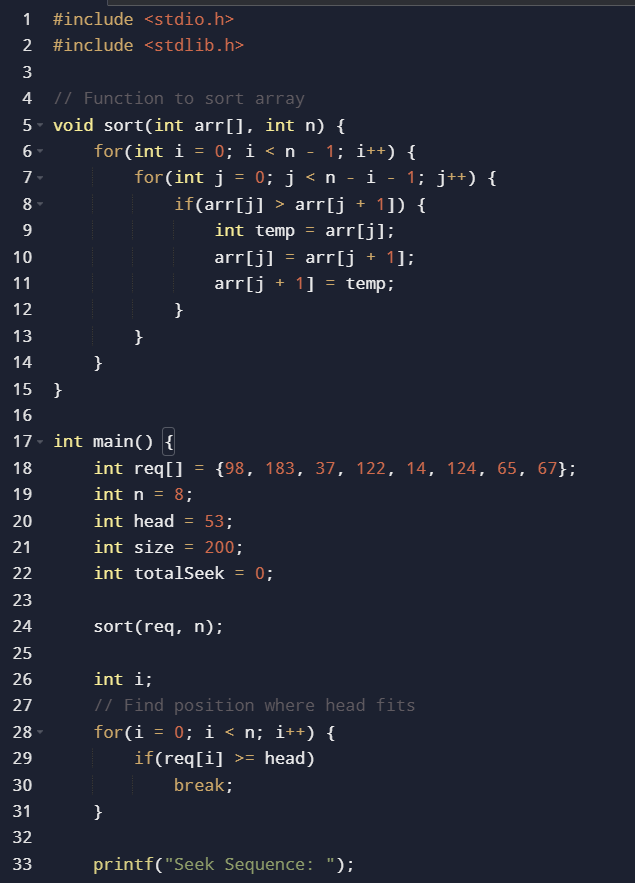 1 #include <stdio.h>
2 #include <stdlib.h>
3
4 // Function to sort array
5 void sort(int arr[], int n) {
6     for(int i = 0; i < n - 1; i++) {
7         for(int j = 0; j < n - i - 1; j++) {
8             if(arr[j] > arr[j + 1]) {
9                 int temp = arr[j];
10                 arr[j] = arr[j + 1];
11                 arr[j + 1] = temp;
12             }
13         }
14     }
15 }
16
17 int main() {
18     int req[] = {98, 183, 37, 122, 14, 124, 65, 67};
19     int n = 8;
20     int head = 53;
21     int size = 200;
22     int totalSeek = 0;
23
24     sort(req, n);
25
26     int i;
27     // Find position where head fits
28     for(i = 0; i < n; i++) {
29         if(req[i] >= head)
30             break;
31     }
32
33     printf("Seek Sequence: ");